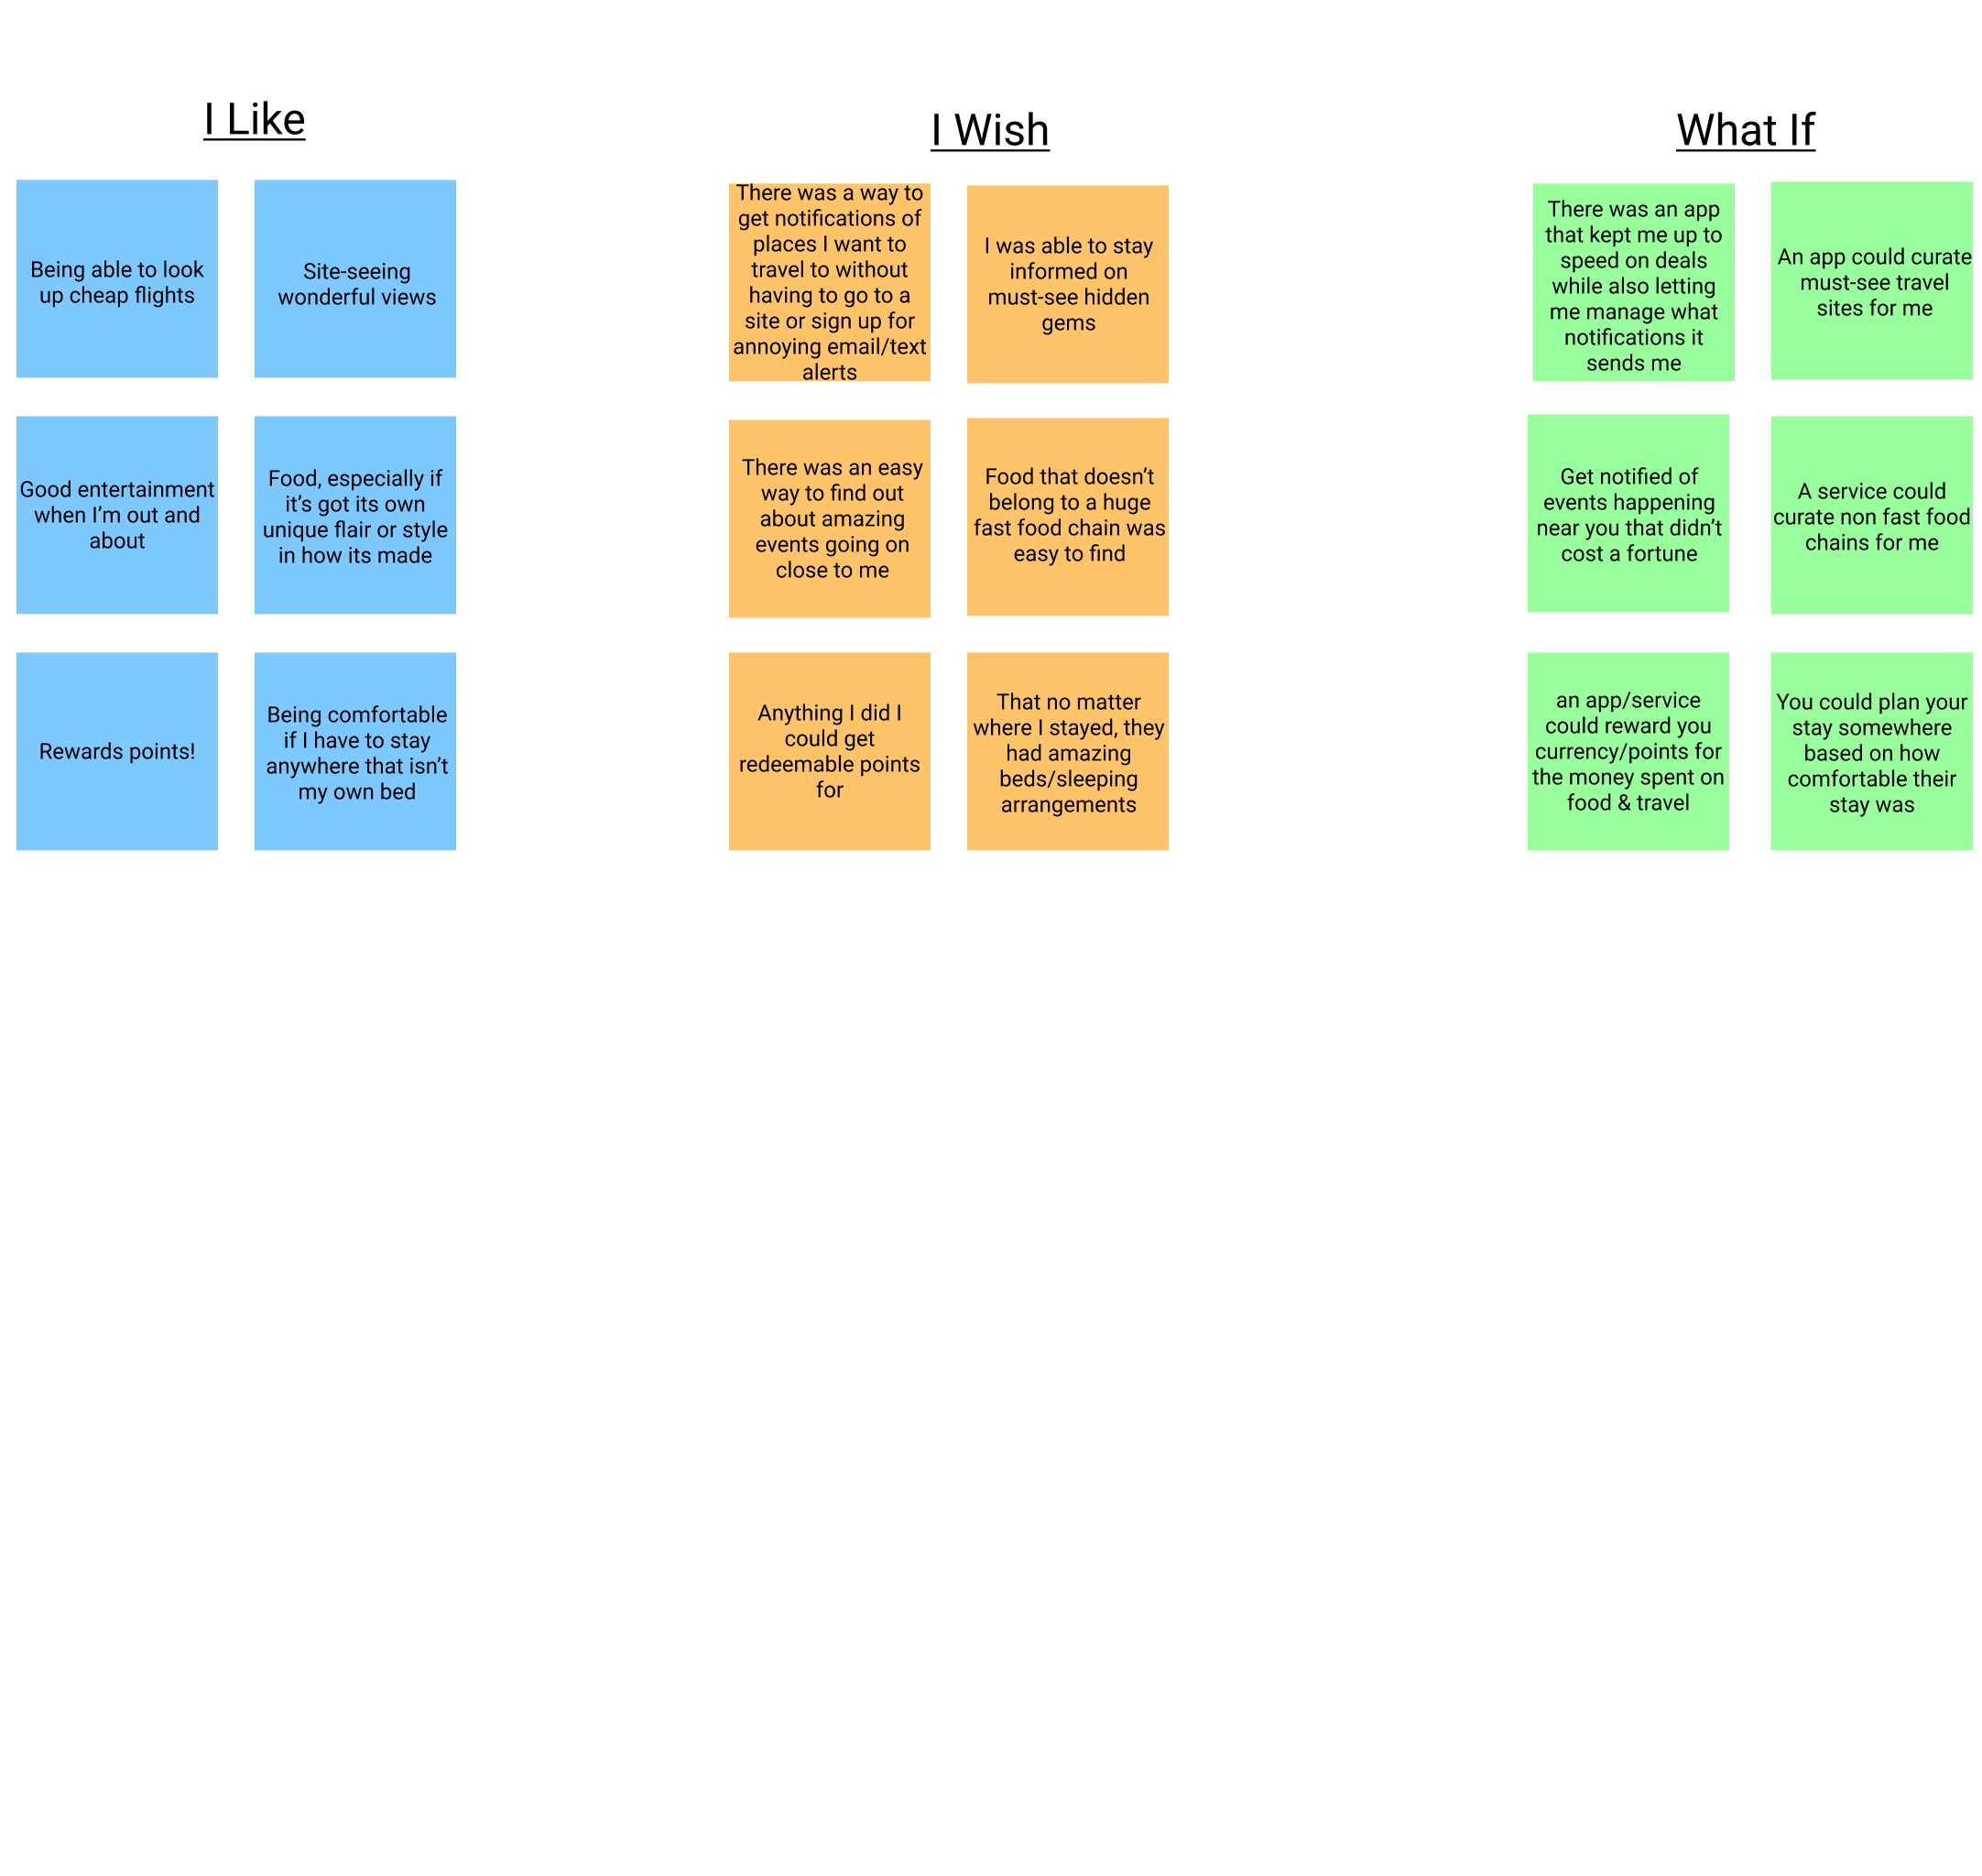 I Like
Being able to look
up cheap flights
Site-seeing
wonderful views
Good entertainment
when I'm out and
about
Food, especially if
it's got its own
unique flair or style
in how its made
Rewards points!
Being comfortable
if I have to stay
anywhere that isn't
my own bed
I Wish
There was a way to
get notifications of
places I want to
travel to without
having to go to a
site or sign up for
annoying email/text
alerts
I was able to stay
informed on
must-see hidden
gems
There was an easy
way to find out
about amazing
events going on
close to me
Food that doesn't
belong to a huge
fast food chain was
easy to find
Anything I did I
could get
redeemable points
for
That no matter
where I stayed, they
had amazing
beds/sleeping
arrangements
What If
There was an app
that kept me up to
speed on deals
while also letting
me manage what
notifications it
sends me
An app could curate
must-see travel
sites for me
Get notified of
events happening
near you that didn't
cost a fortune
A service could
curate non fast food
chains for me
an app/service
could reward you
currency/points for
the money spent on
food & travel
You could plan your
stay somewhere
based on how
comfortable their
stay was